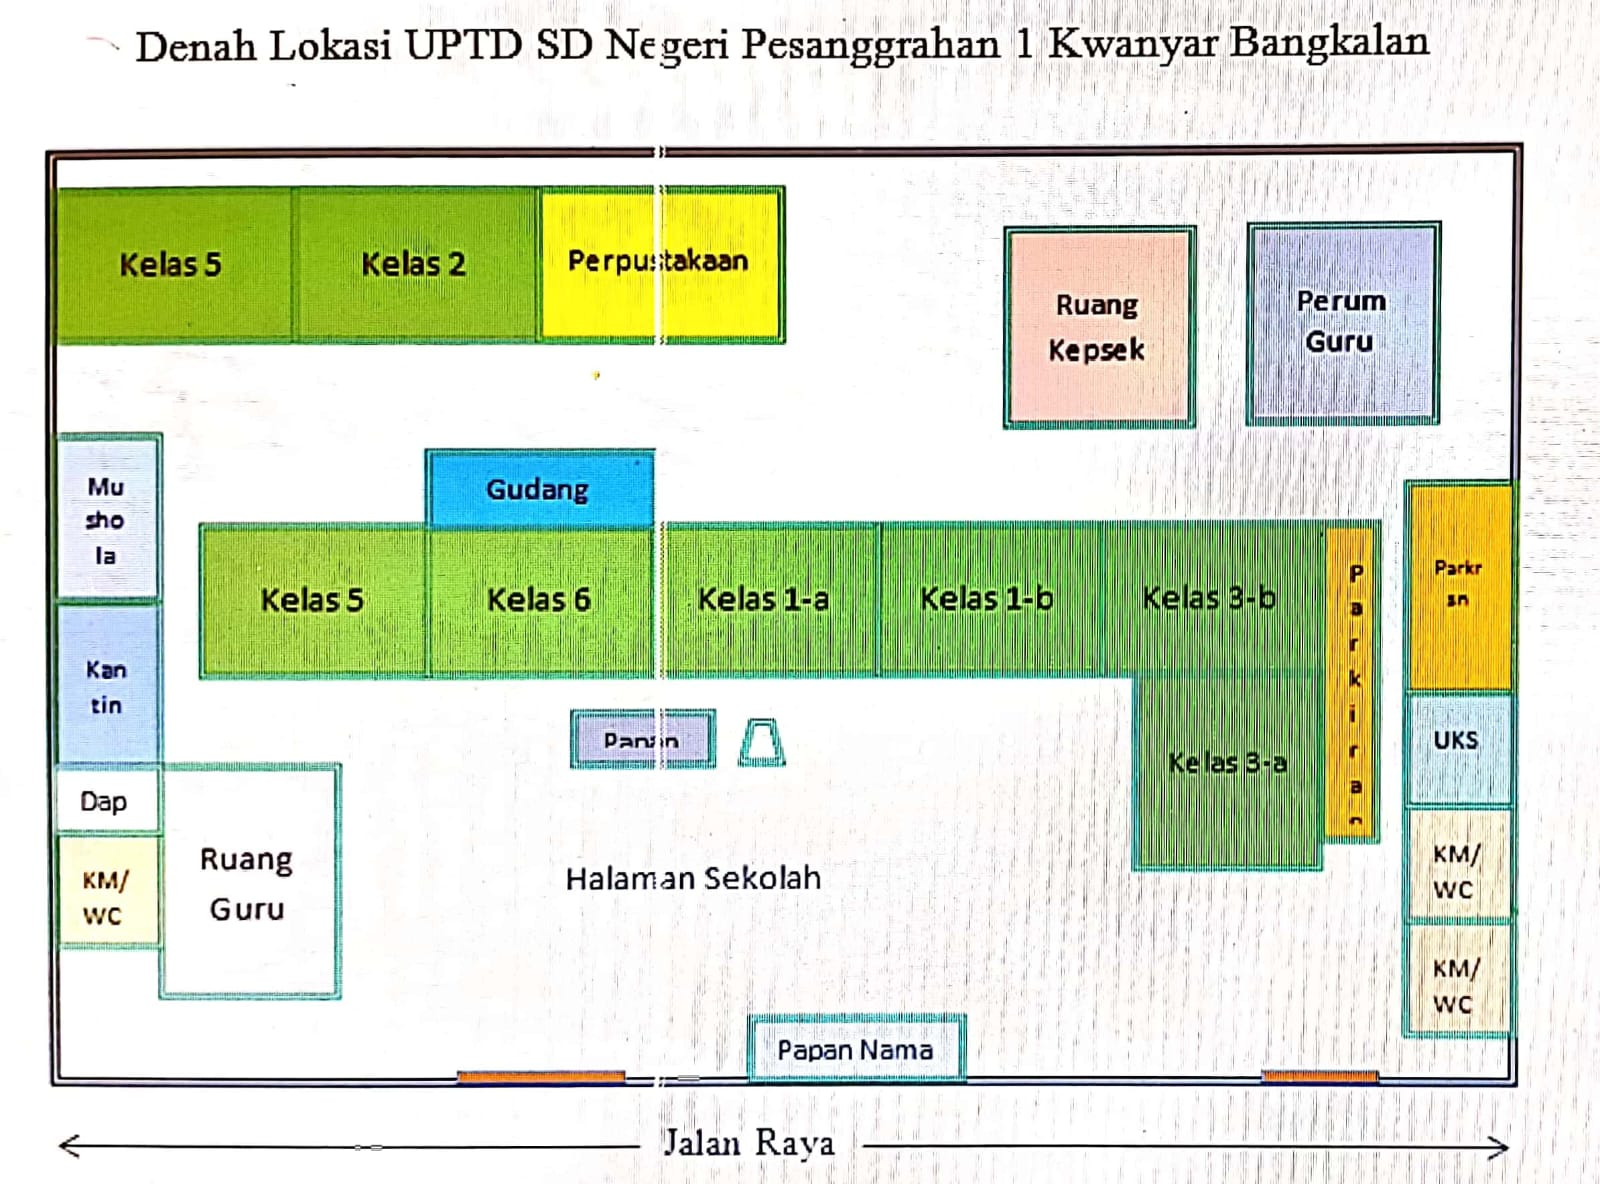 Denah Lokasi UPTD SD Negeri Pesanggrahan 1 Kwanyar Bangkalan
Kelas 5
Kelas 2
Perpustakaan
Ruang
Kepsek
Perum
Guru
Mu
sho
la
Gudang
Kan
tin
Kelas 5
Kelas 6
Kelas 1-a
Kelas 1-b
Kelas 3-b
P
a
r
k
i
r
a
n
Parkr
an
UKS
Kelas 3-a
Dap
KM/
WC
Ruang
Guru
Halaman Sekolah
KM/
WC
KM/
WC
Papan Nama
Jalan Raya